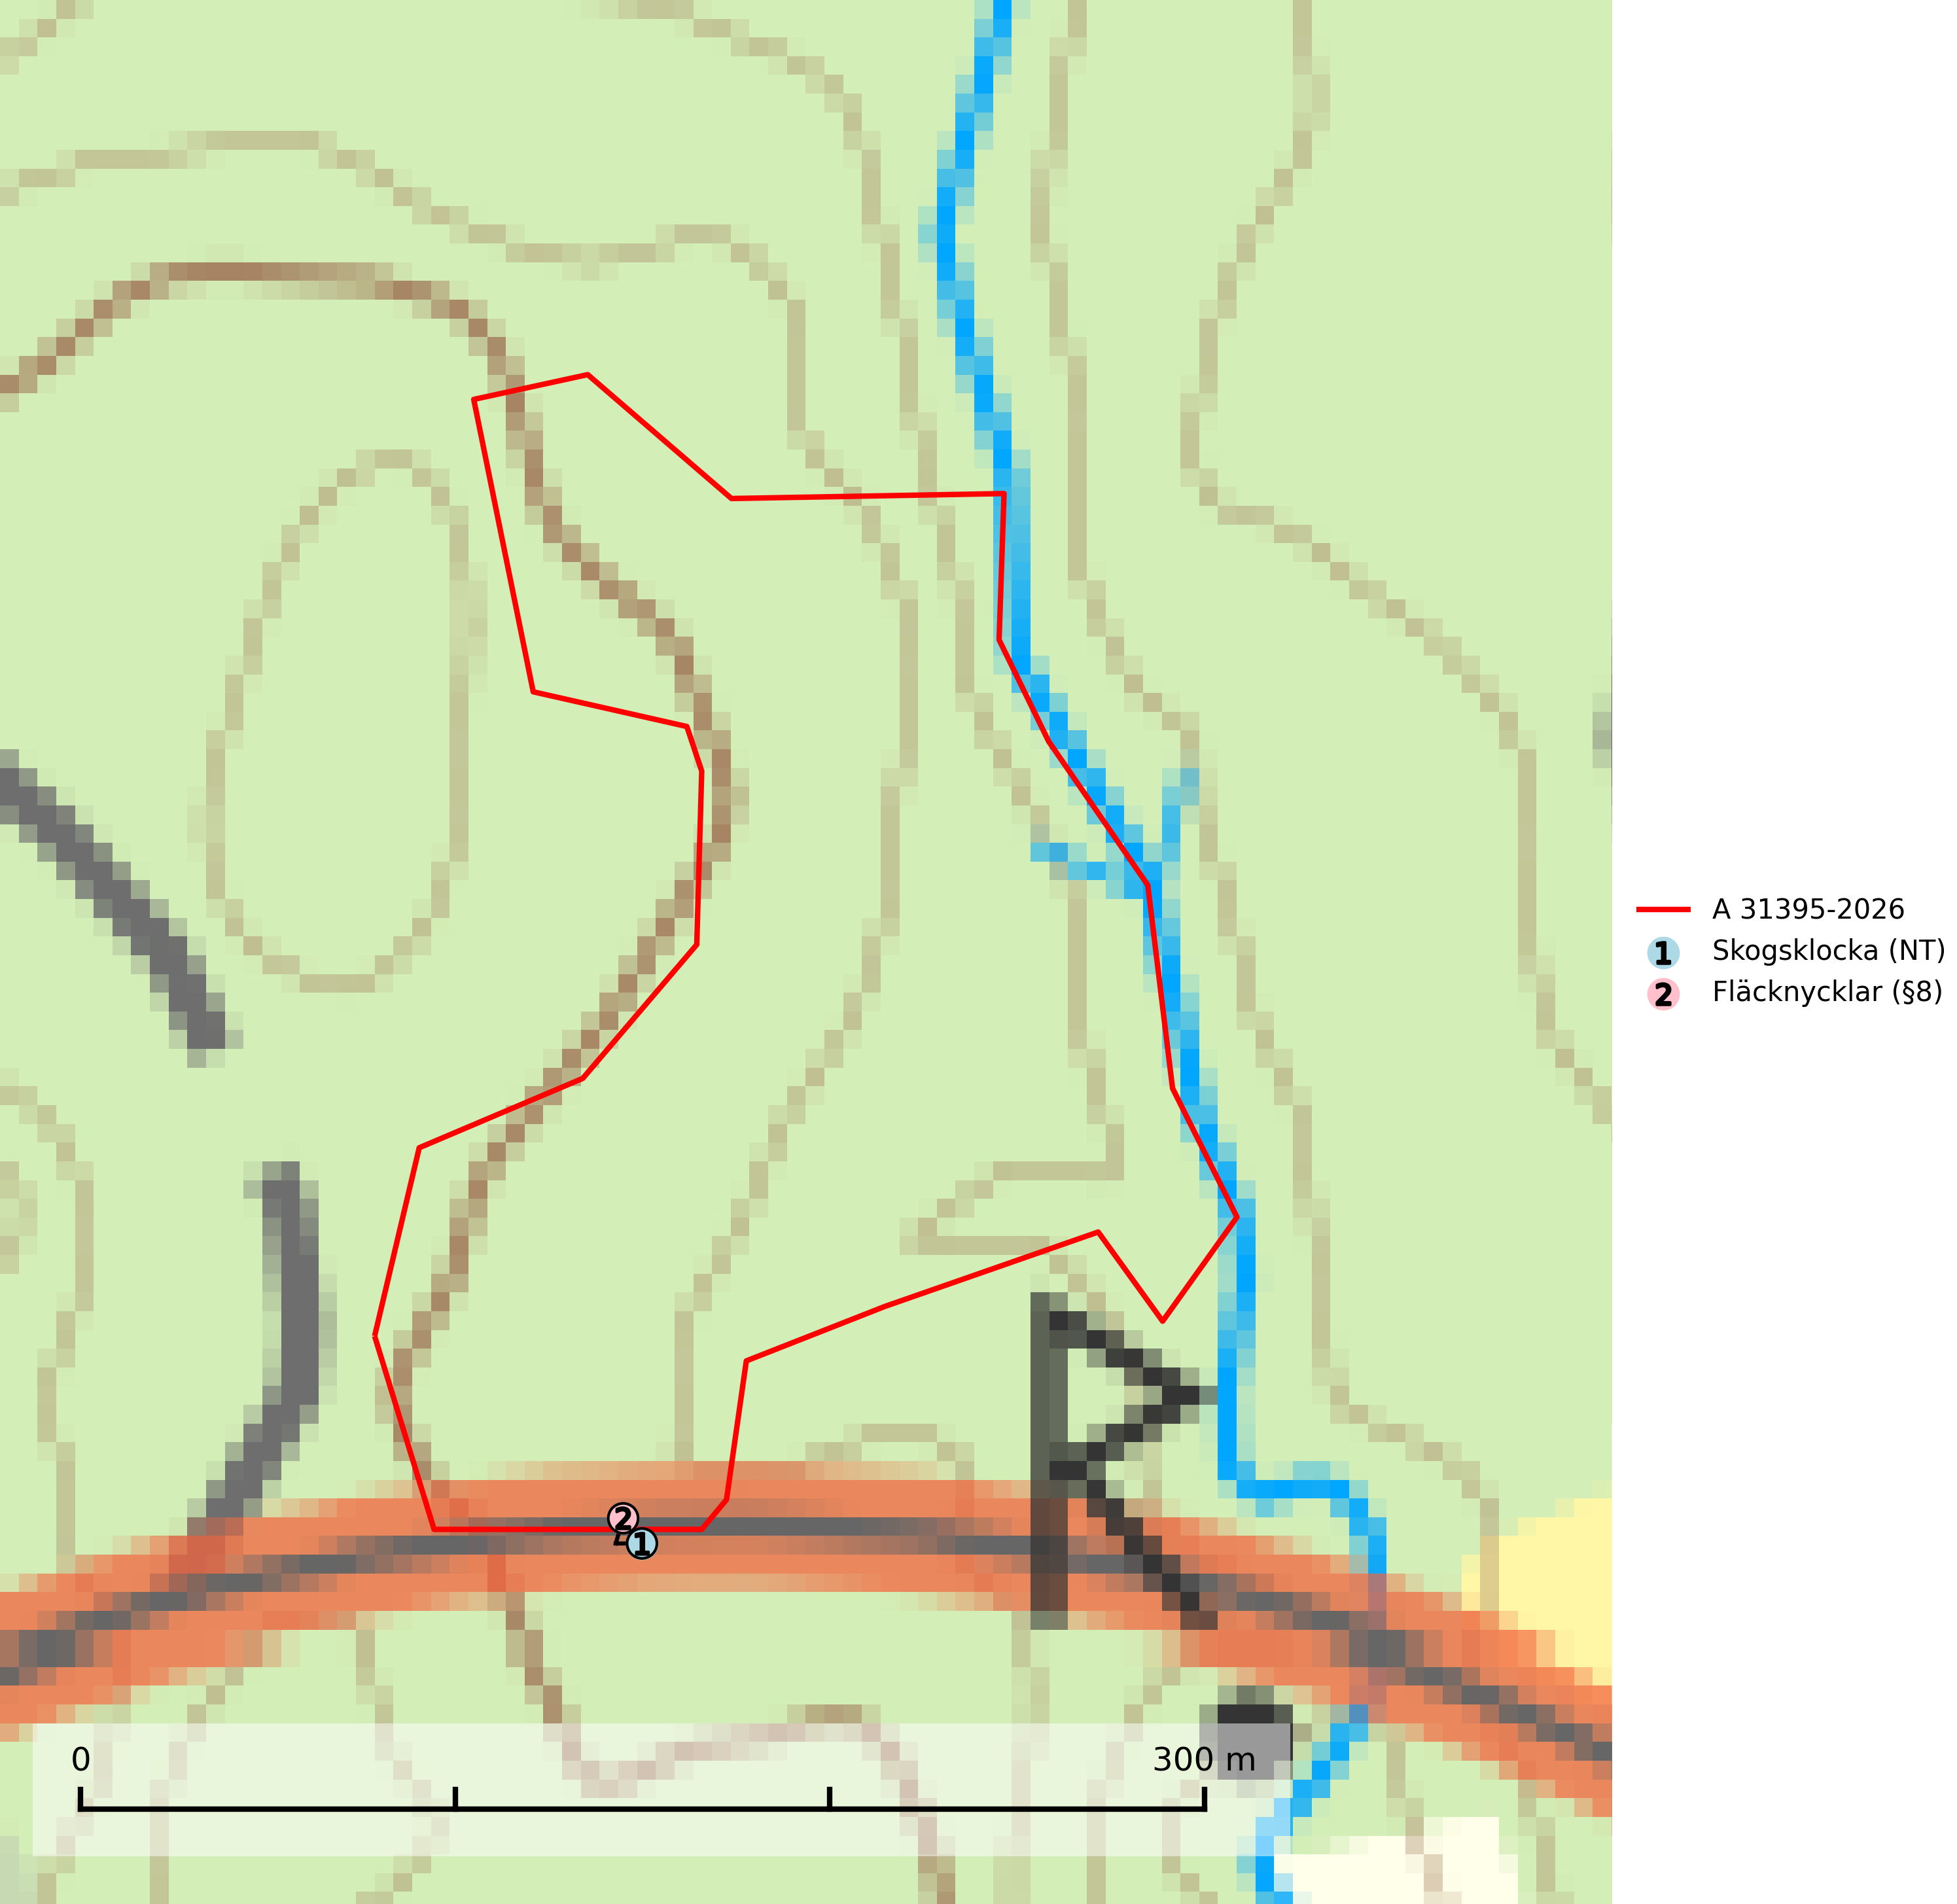 A 31395-2026
1 Skogsklocka (NT)
2 Fläcknycklar (§8)
2
1
0 300 m